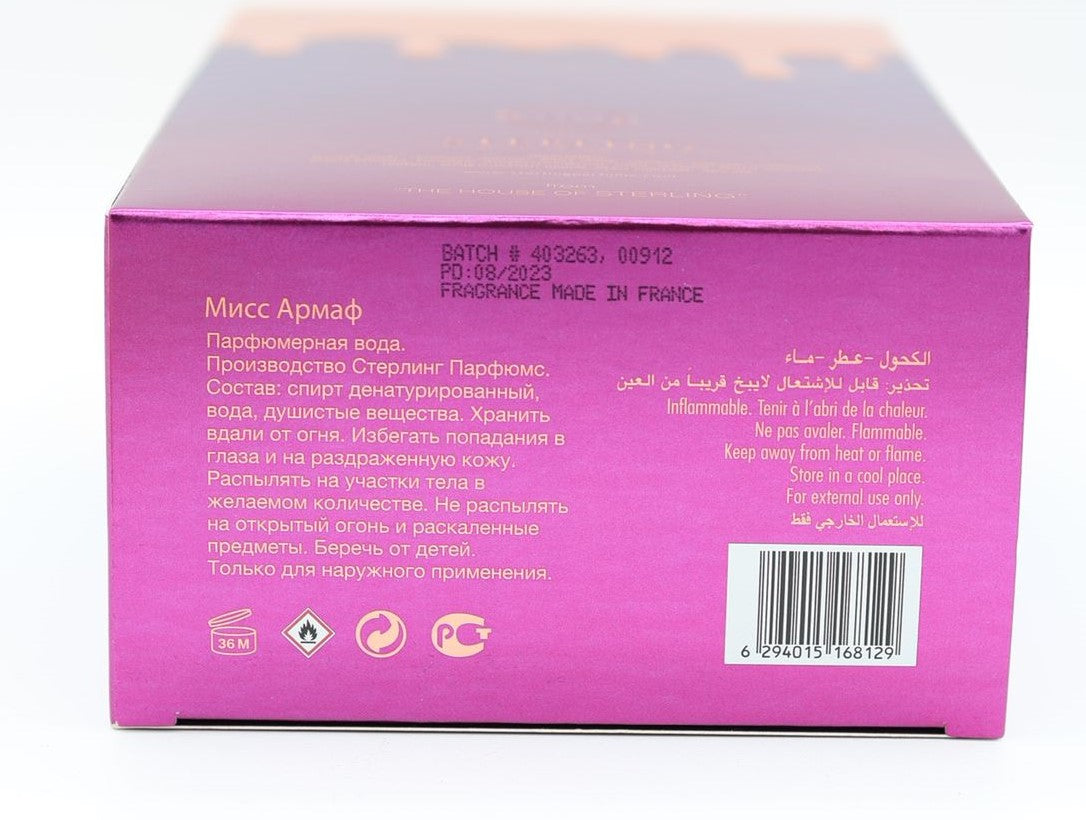 "THE HOUSE OF STERLING"
BATCH # 403263, 00912
PD:08/2023
FRAGRANCE MADE IN FRANCE
Мисс Армаф
Парфюмерная вода.
Производство Стерлинг Парфюмс.
Состав: спирт денатурированный,
вода, душистые вещества. Хранить
вдали от огня. Избегать попадания в
глаза и на раздраженную кожу.
Распылять на участки тела в
желаемом количестве. Не распылять
на открытый огонь и раскаленные
предметы. Беречь от детей.
Только для наружного применения.
36 M
РСТ
الكحول -عطر -ماء
تحذير: قابل للإشتعال لايبخ قريباً من العين
Inflammable. Tenir à l'abri de la chaleur.
Ne pas avaler. Flammable.
Keep away from heat or flame.
Store in a cool place.
For external use only.
للإستعمال الخارجي فقط
6 294015 168129